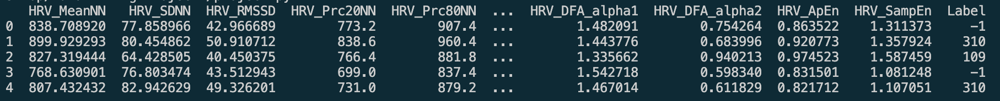 HRV_MeanNN HRV_SDNN HRV_RMSSD HRV_Prc20NN HRV_Prc80NN ... HRV_DFA_alpha1 HRV_DFA_alpha2 HRV_ApEn HRV_SampEn Label
0 838.708920 77.858966 42.966689 773.2 907.4 ... 1.482091 0.754264 0.863522 1.311373 -1
1 899.929293 80.454862 50.910712 838.6 960.4 ... 1.443776 0.683996 0.920773 1.357924 310
2 827.319444 64.428505 40.450375 766.4 881.8 ... 1.335662 0.940213 0.974523 1.587459 109
3 768.630901 76.803474 43.512943 699.0 837.4 ... 1.542718 0.598340 0.831501 1.081248 -1
4 807.432432 82.942629 49.326201 731.0 879.2 ... 1.467014 0.611829 0.821712 1.107051 310